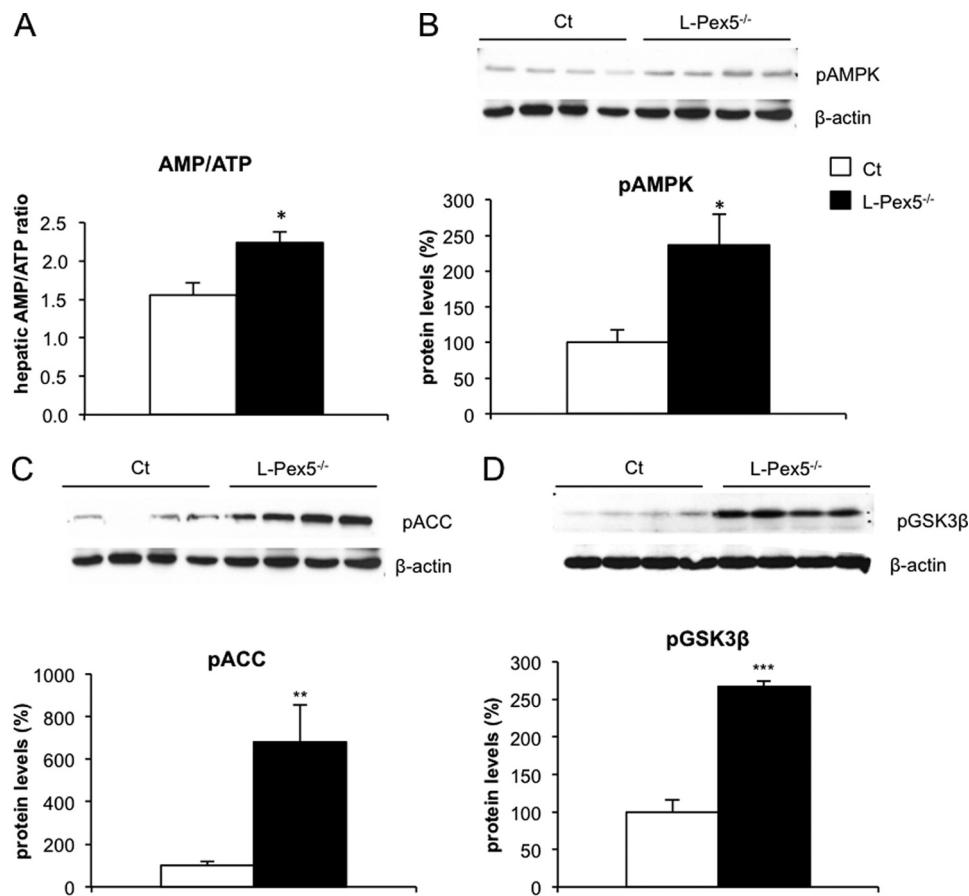 A
B
Ct
L-Pex5-/-
pAMPK
β-actin
Ct
L-Pex5-/-
AMP/ATP
hepatic AMP/ATP ratio
2.5
2.0
1.5
1.0
0.5
0.0
*
pAMPK
protein levels (%)
300
250
200
150
100
50
0
*
C
Ct
L-Pex5-/-
pACC
β-actin
D
Ct
L-Pex5-/-
pGSK3β
β-actin
pACC
protein levels (%)
1000
800
600
400
200
0
**
pGSK3β
protein levels (%)
300
250
200
150
100
50
0
***